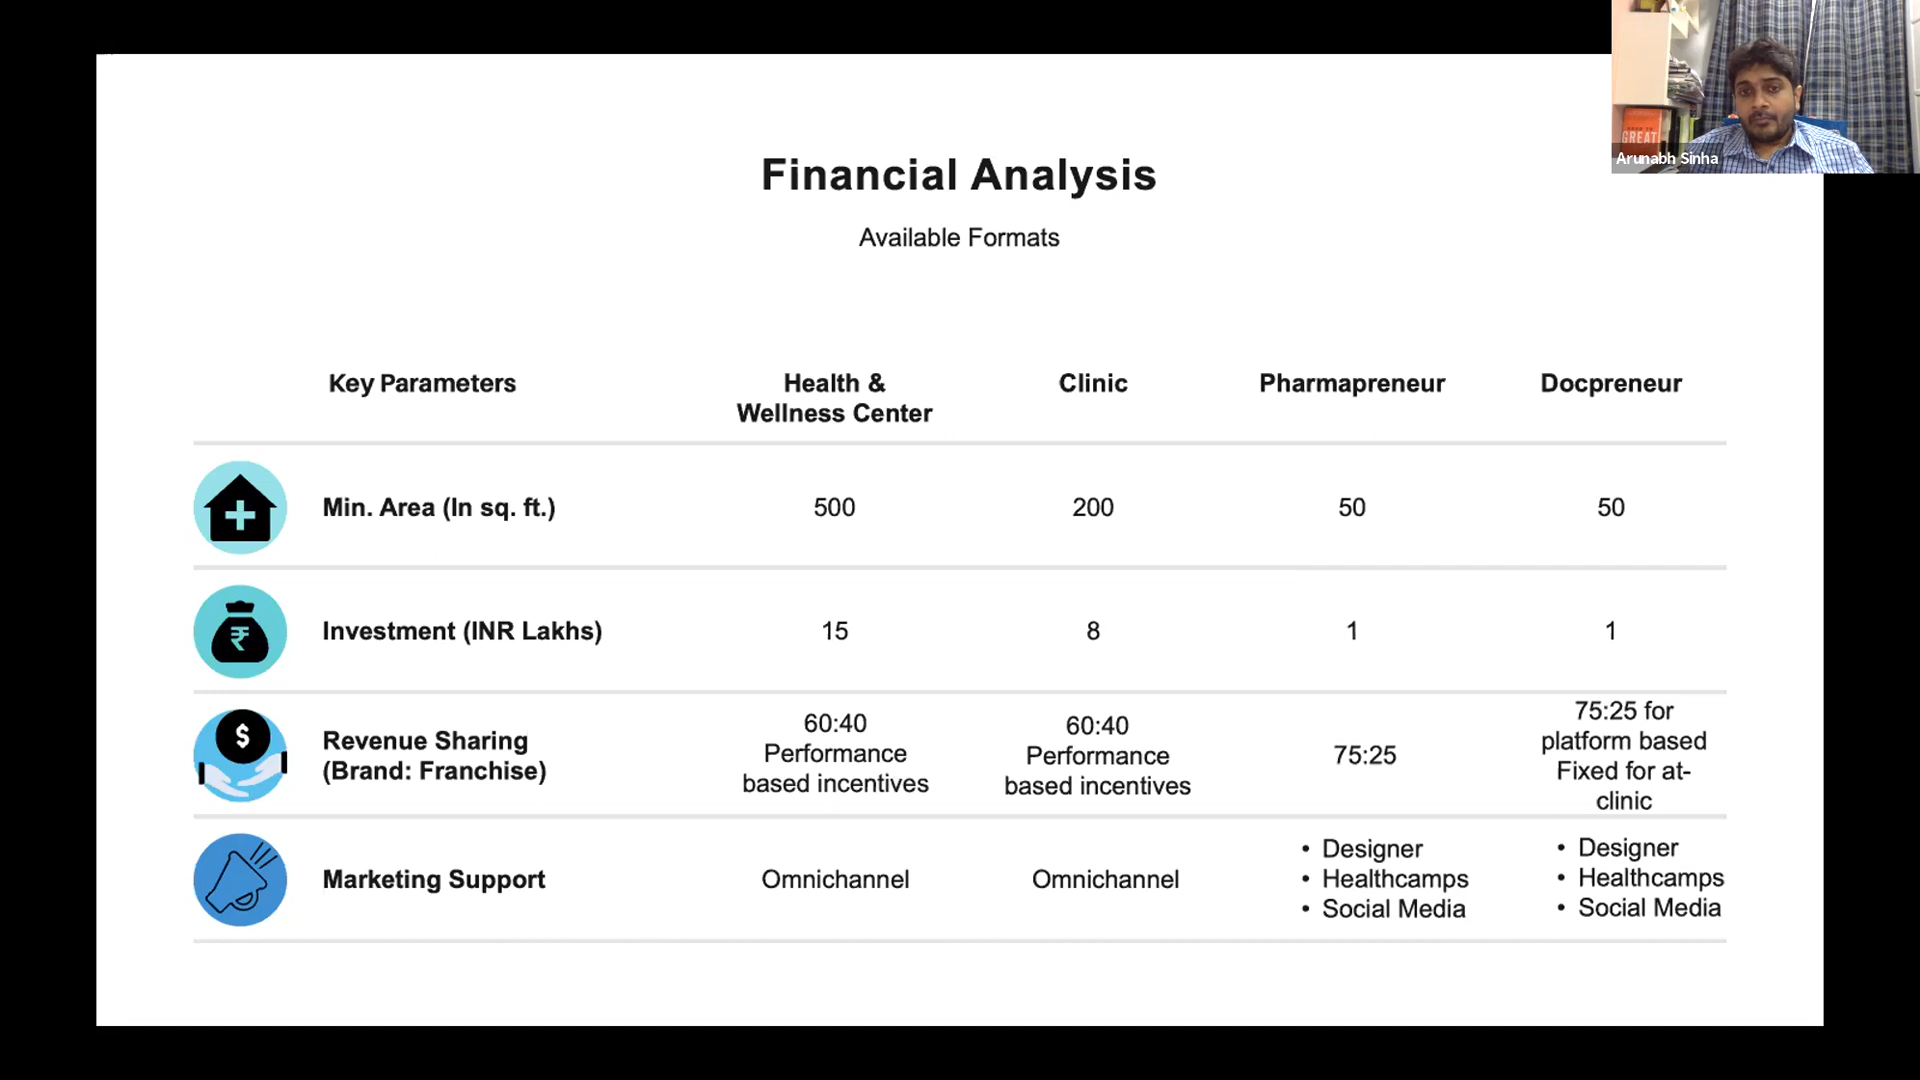 Arunabh Sinha
GREAT
Financial Analysis
Available Formats
Key Parameters
Health &
Wellness Center
Clinic
Pharmapreneur
Docpreneur
Min. Area (In sq. ft.)
500
200
50
50
Investment (INR Lakhs)
15
8
1
1
Revenue Sharing
(Brand: Franchise)
60:40
Performance
based incentives
60:40
Performance
based incentives
75:25
75:25 for
platform based
Fixed for at-
clinic
Marketing Support
Omnichannel
Omnichannel
• Designer
• Healthcamps
• Social Media
• Designer
• Healthcamps
• Social Media